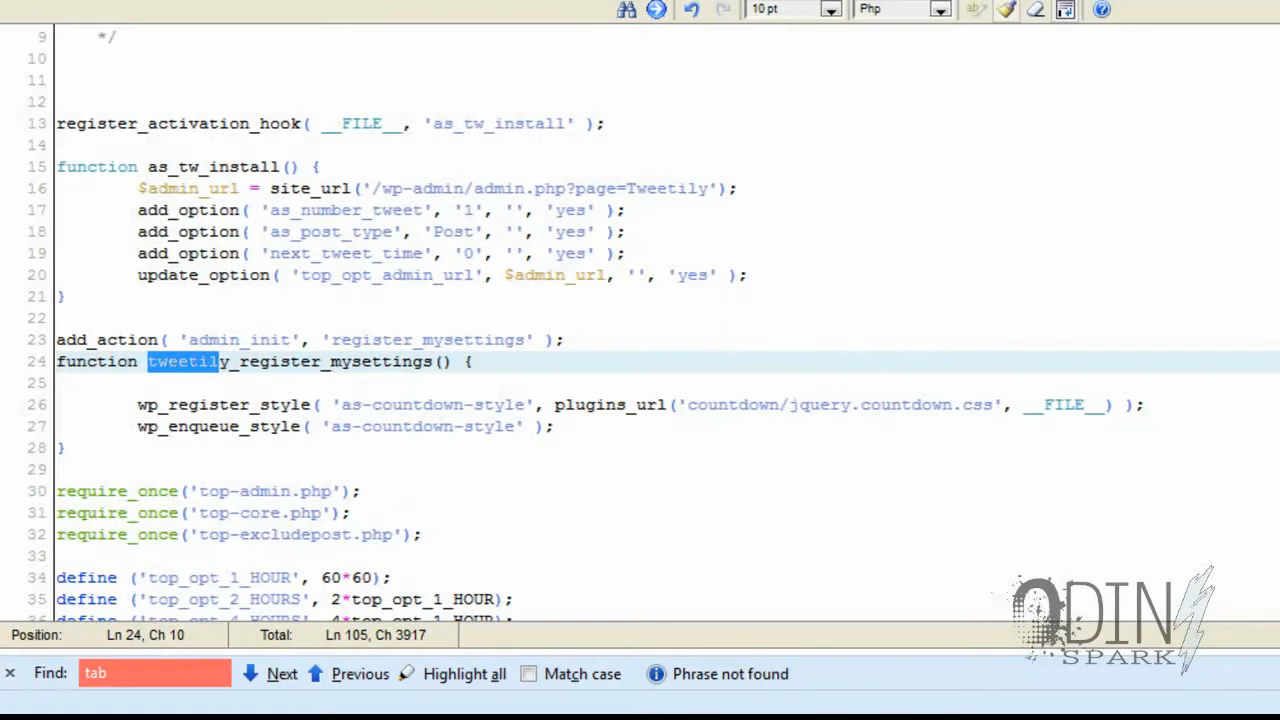 10 pt Php
9 */
10
11
12
13 register_activation_hook( __FILE__, 'as_tw_install' );
14
15 function as_tw_install() {
16 $admin_url = site_url('/wp-admin/admin.php?page=Tweetily');
17 add_option( 'as_number_tweet', '1', '', 'yes' );
18 add_option( 'as_post_type', 'Post', '', 'yes' );
19 add_option( 'next_tweet_time', '0', '', 'yes' );
20 update_option( 'top_opt_admin_url', $admin_url, '', 'yes' );
21 }
22
23 add_action( 'admin_init', 'register_mysettings' );
24 function tweetily_register_mysettings() {
25
26 wp_register_style( 'as-countdown-style', plugins_url('countdown/jquery.countdown.css', __FILE__) );
27 wp_enqueue_style( 'as-countdown-style' );
28 }
29
30 require_once('top-admin.php');
31 require_once('top-core.php');
32 require_once('top-excludepost.php');
33
34 define ('top_opt_1_HOUR', 60*60);
35 define ('top_opt_2_HOURS', 2*top_opt_1_HOUR);
36 define ('top_opt_4_HOURS', 4*top_opt_1_HOUR);
ODIN
SPARK
Position: Ln 24, Ch 10 Total: Ln 105, Ch 3917
Find: tab Next Previous Highlight all Match case Phrase not found